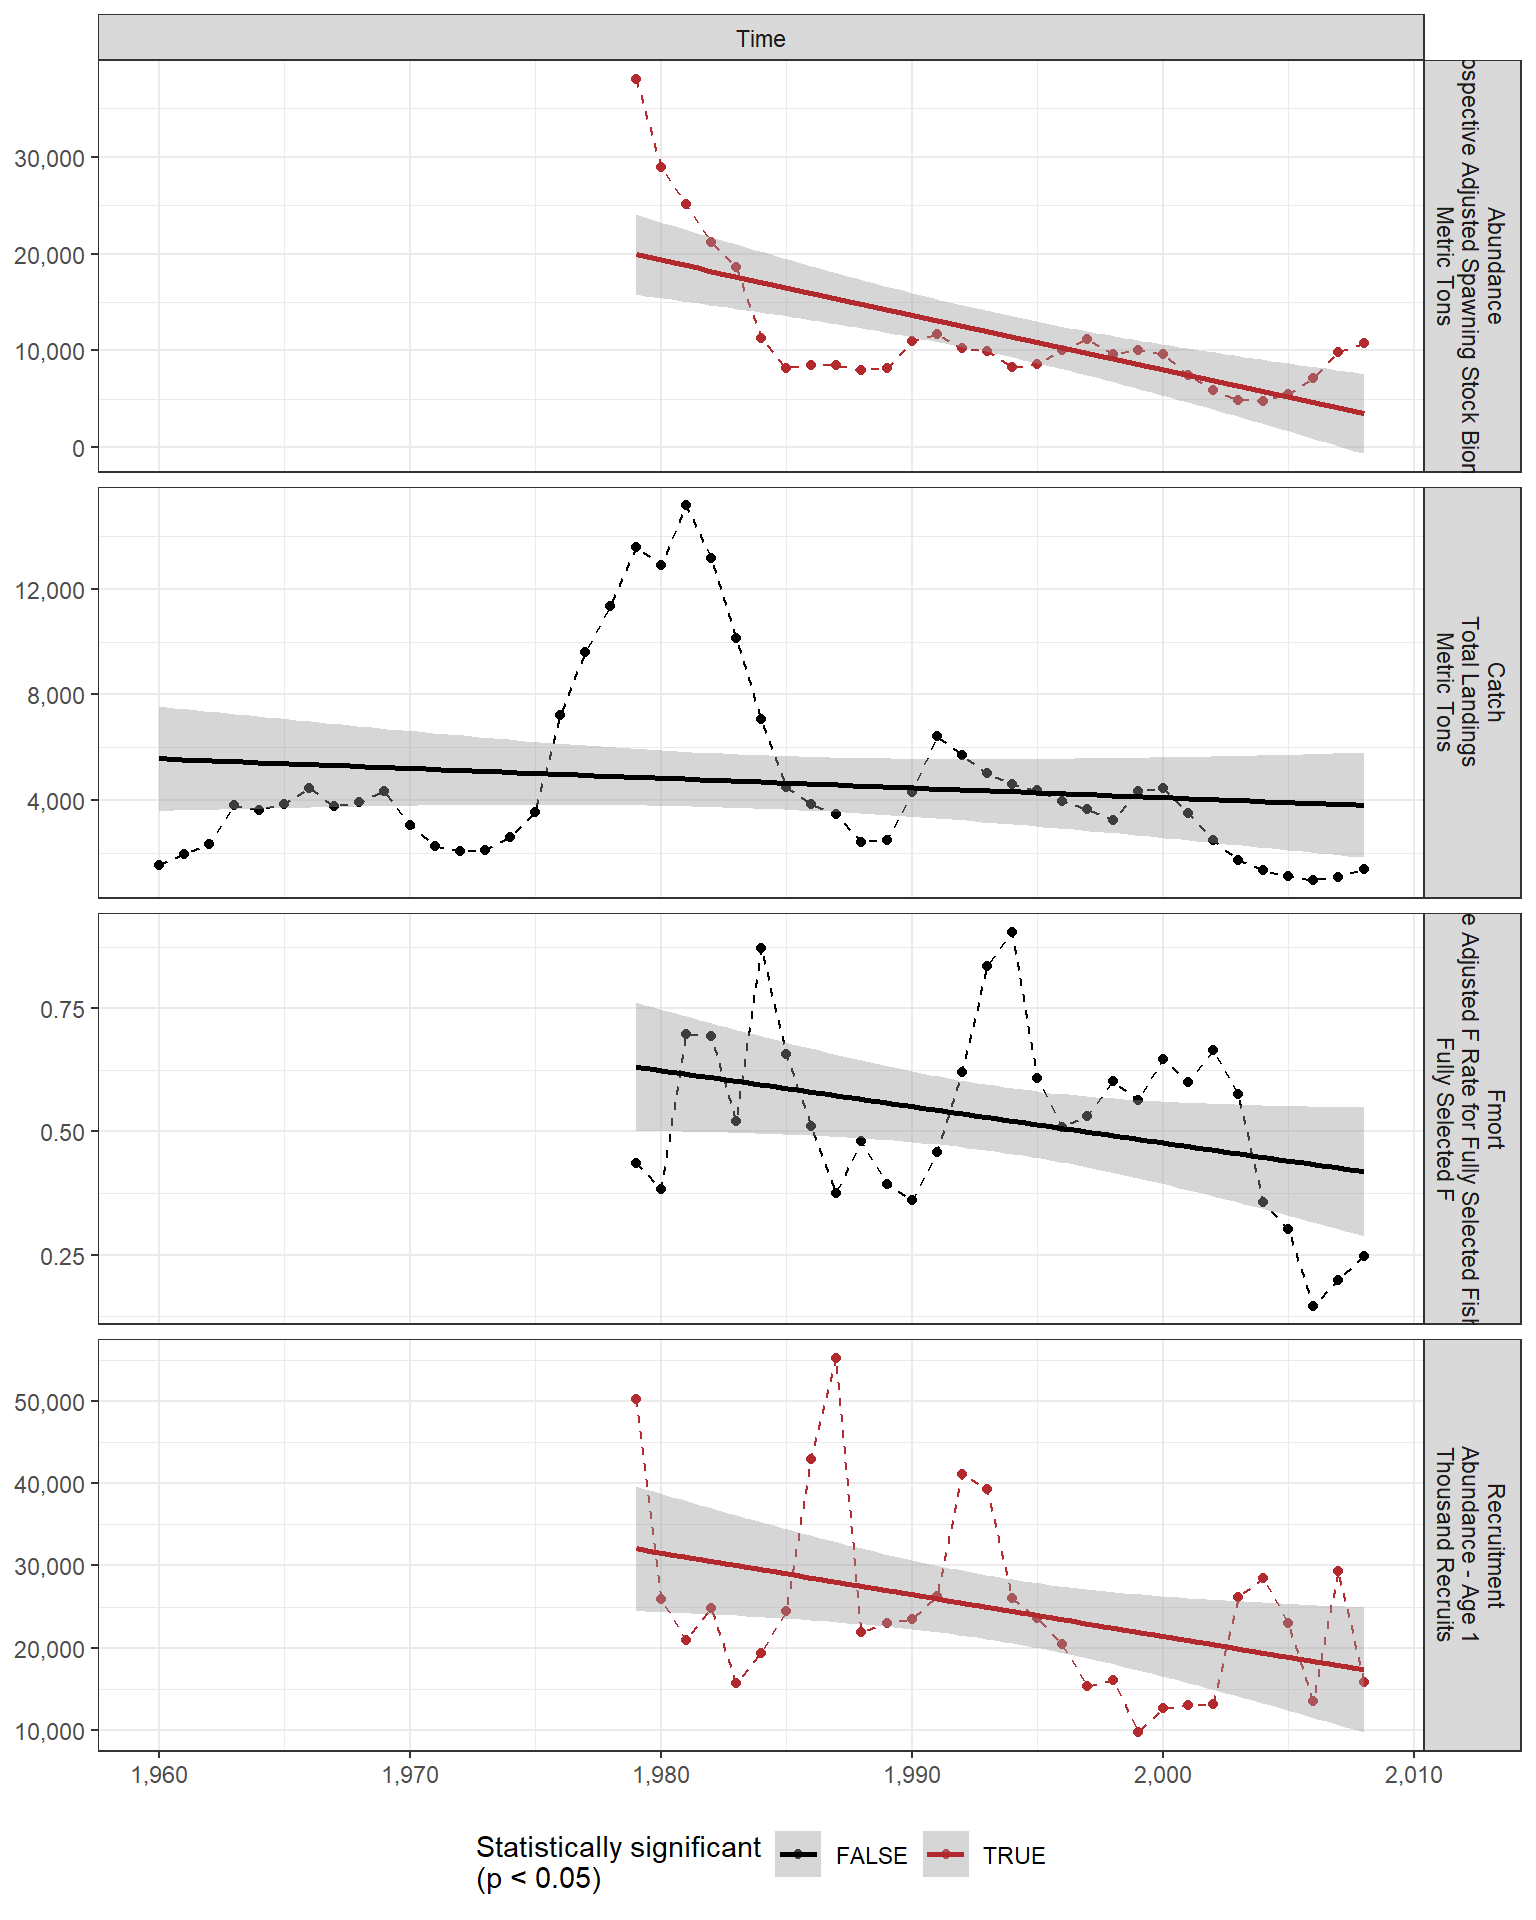 Time
30,000
20,000
10,000
0
Abundance
Adjusted Spawning Stock
Metric Tons
12,000
8,000
4,000
Catch
Total Landings
Metric Tons
0.75
0.50
0.25
Fmort
Adjusted F Rate for Fully Selected
Fully Selected F
50,000
40,000
30,000
20,000
10,000
Recruitment
Abundance - Age 1
Thousand Recruits
1,960 1,970 1,980 1,990 2,000 2,010
Statistically significant
(p < 0.05)
FALSE TRUE